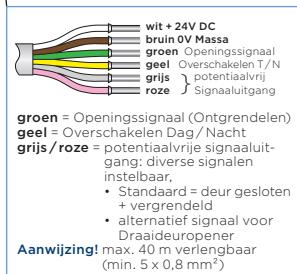 wit + 24V DC
bruin 0V Massa
groen Openingssignaal
geel Overschakelen T/N
grijs } potentiaalvrij
roze } Signaaluitgang
groen = Openingssignaal (Ontgrendelen)
geel = Overschakelen Dag/Nacht
grijs/roze = potentiaalvrije signaaluit-
gang: diverse signalen
instelbaar,
• Standaard = deur gesloten
+ vergrendeld
• alternatief signaal voor
Draaideuropener
Aanwijzing! max. 40 m verlengbaar
(min. 5 x 0,8 mm²)